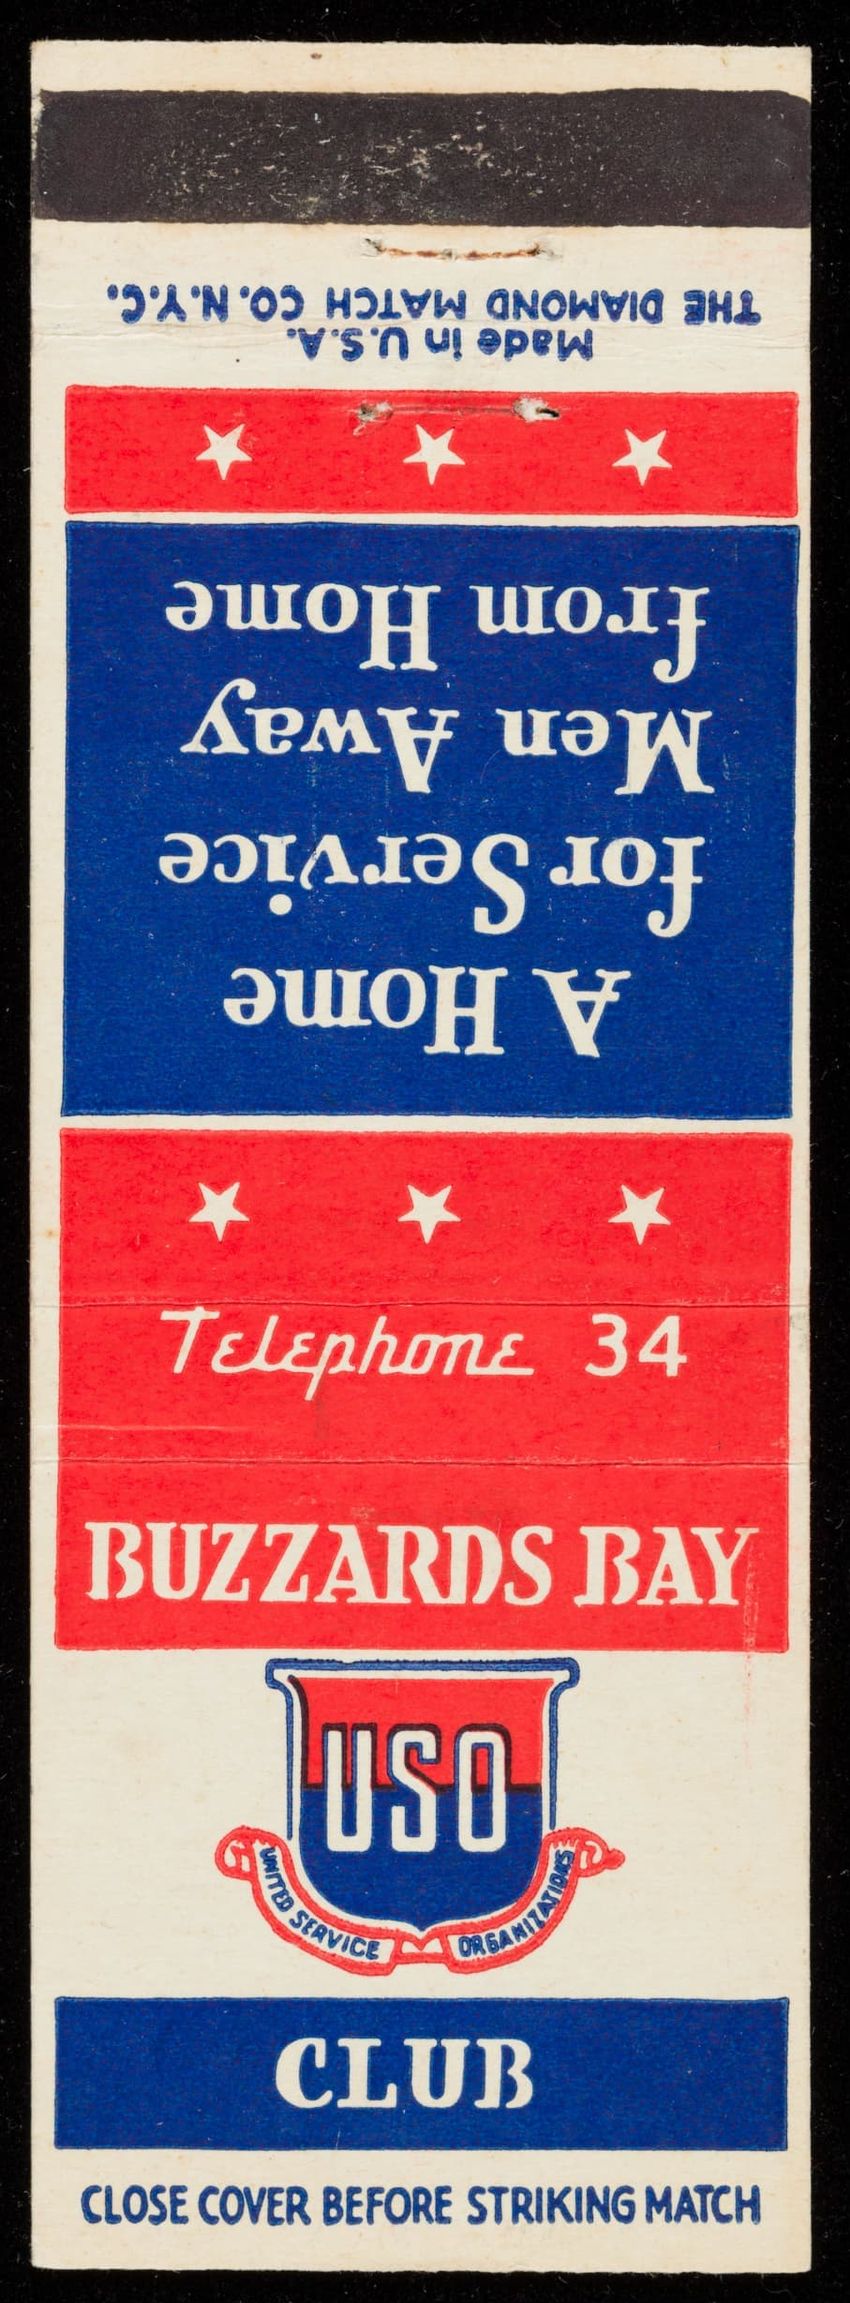 THE DIAMOND MATCH CO. N.Y.C.
Made in U.S.A.
A Home
for Service
Men Away
from Home
Telephone 34
BUZZARDS BAY
USO
UNITED SERVICE ORGANIZATIONS
CLUB
CLOSE COVER BEFORE STRIKING MATCH